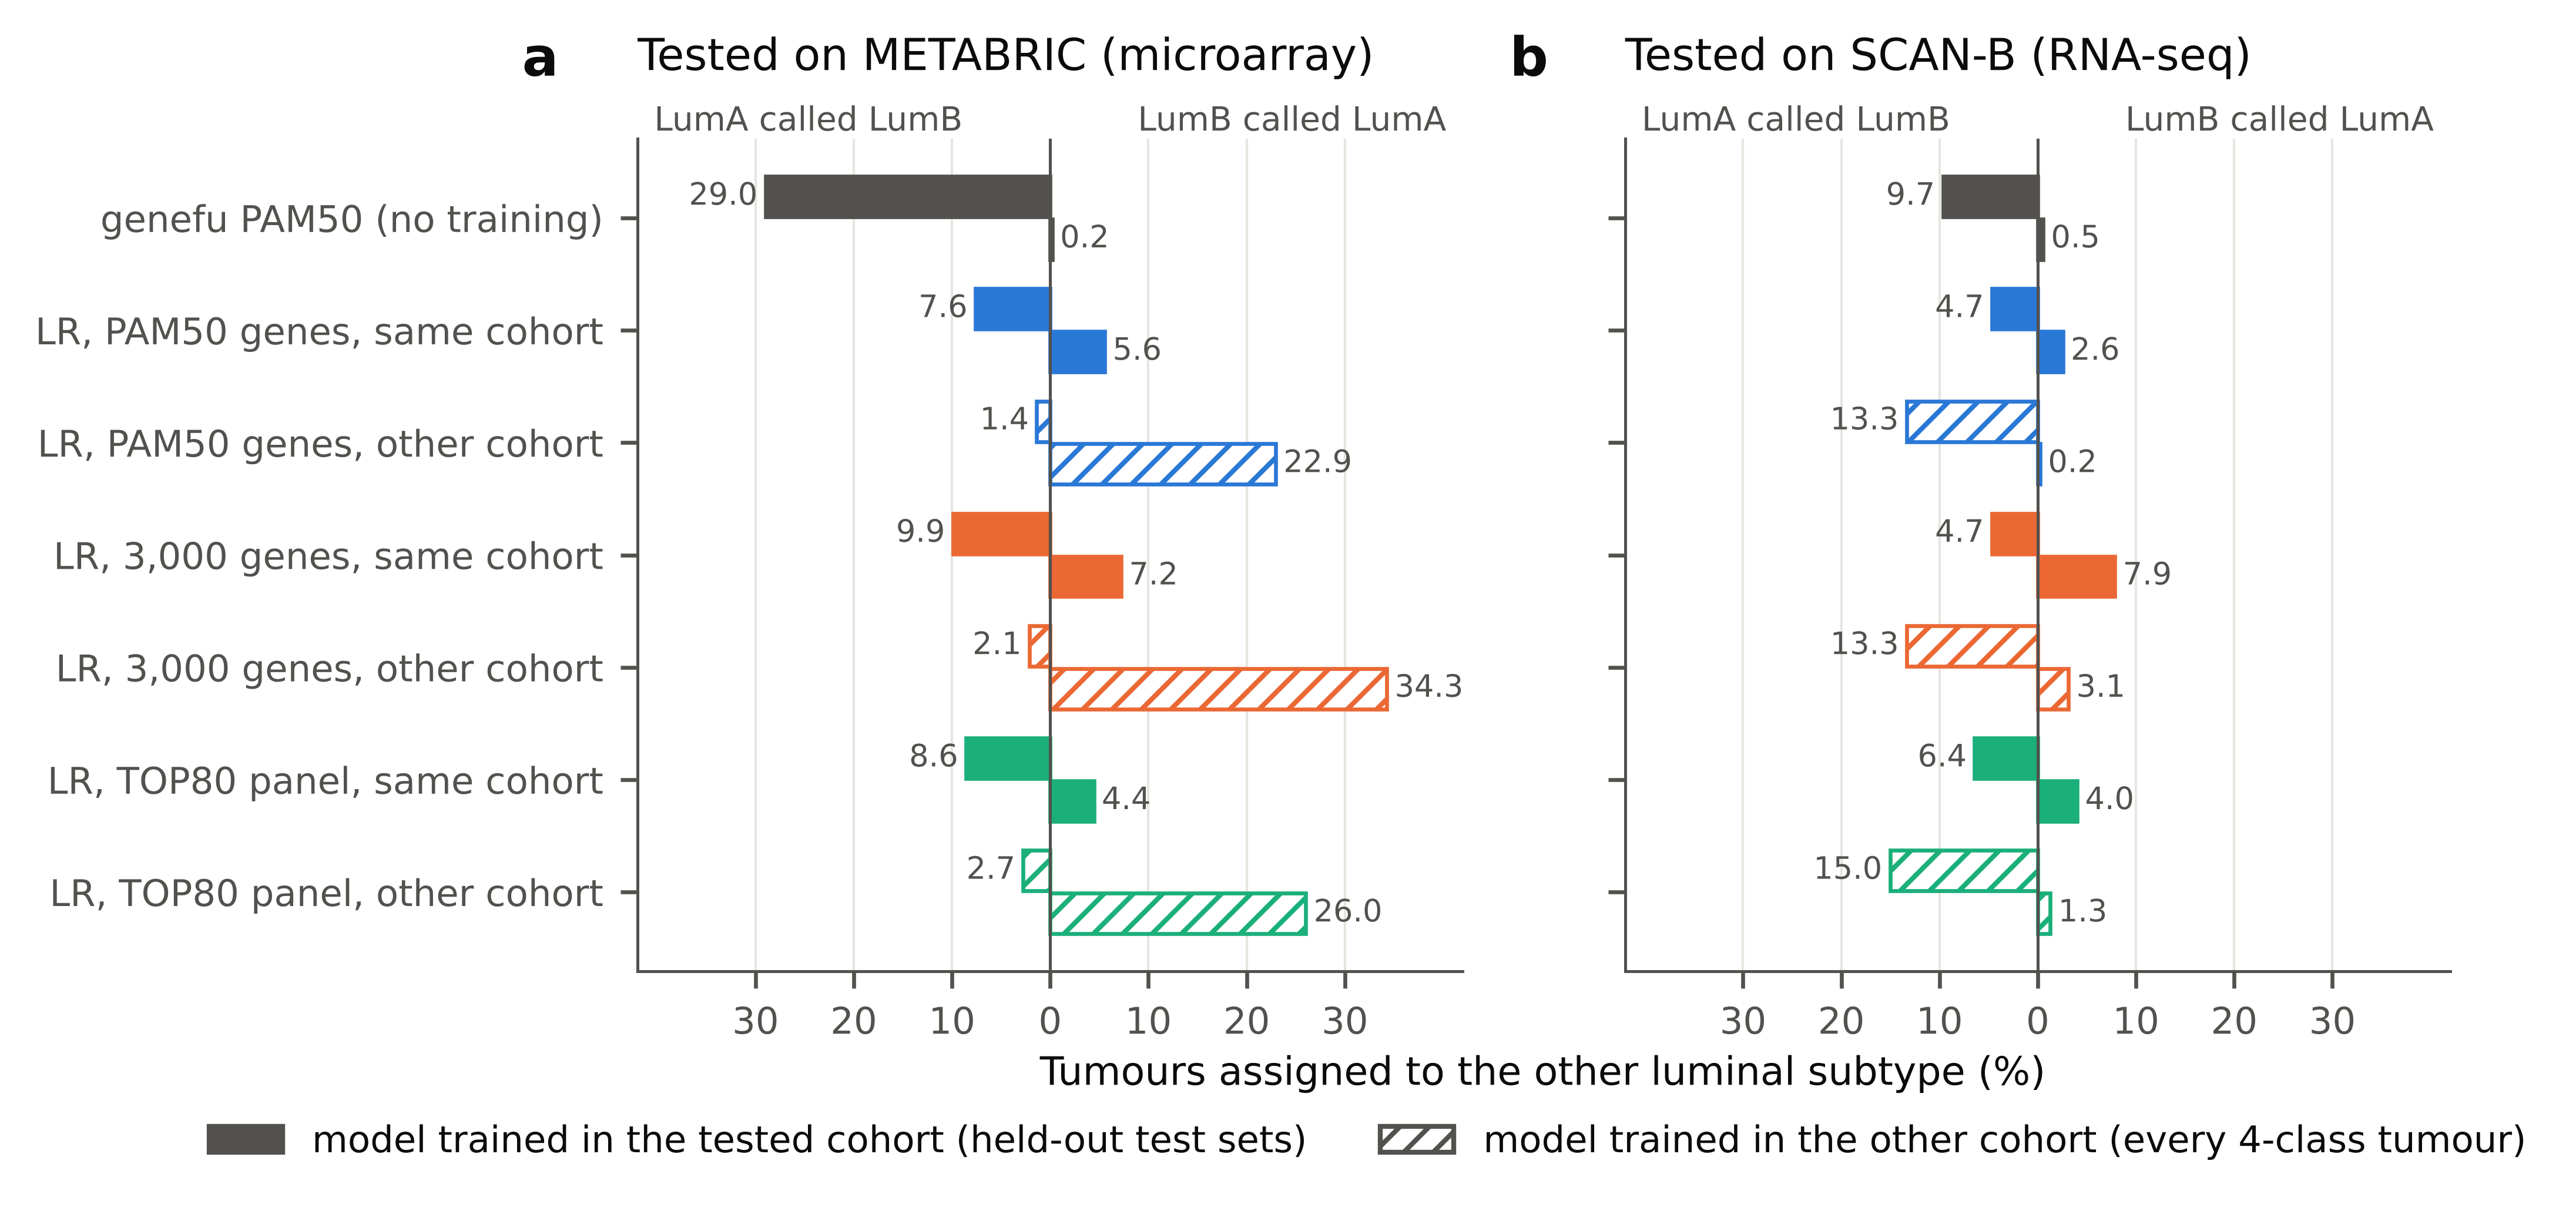 a Tested on METABRIC (microarray)
LumA called LumB LumB called LumA
genefu PAM50 (no training) 29.0
0.2
LR, PAM50 genes, same cohort 7.6
5.6
LR, PAM50 genes, other cohort 1.4
22.9
LR, 3,000 genes, same cohort 9.9
7.2
LR, 3,000 genes, other cohort 2.1
34.3
LR, TOP80 panel, same cohort 8.6
4.4
LR, TOP80 panel, other cohort 2.7
26.0
30 20 10 0 10 20 30
b Tested on SCAN-B (RNA-seq)
LumA called LumB LumB called LumA
9.7
0.5
4.7
2.6
13.3
0.2
4.7
7.9
13.3
3.1
6.4
4.0
15.0
1.3
30 20 10 0 10 20 30
Tumours assigned to the other luminal subtype (%)
model trained in the tested cohort (held-out test sets) model trained in the other cohort (every 4-class tumour)